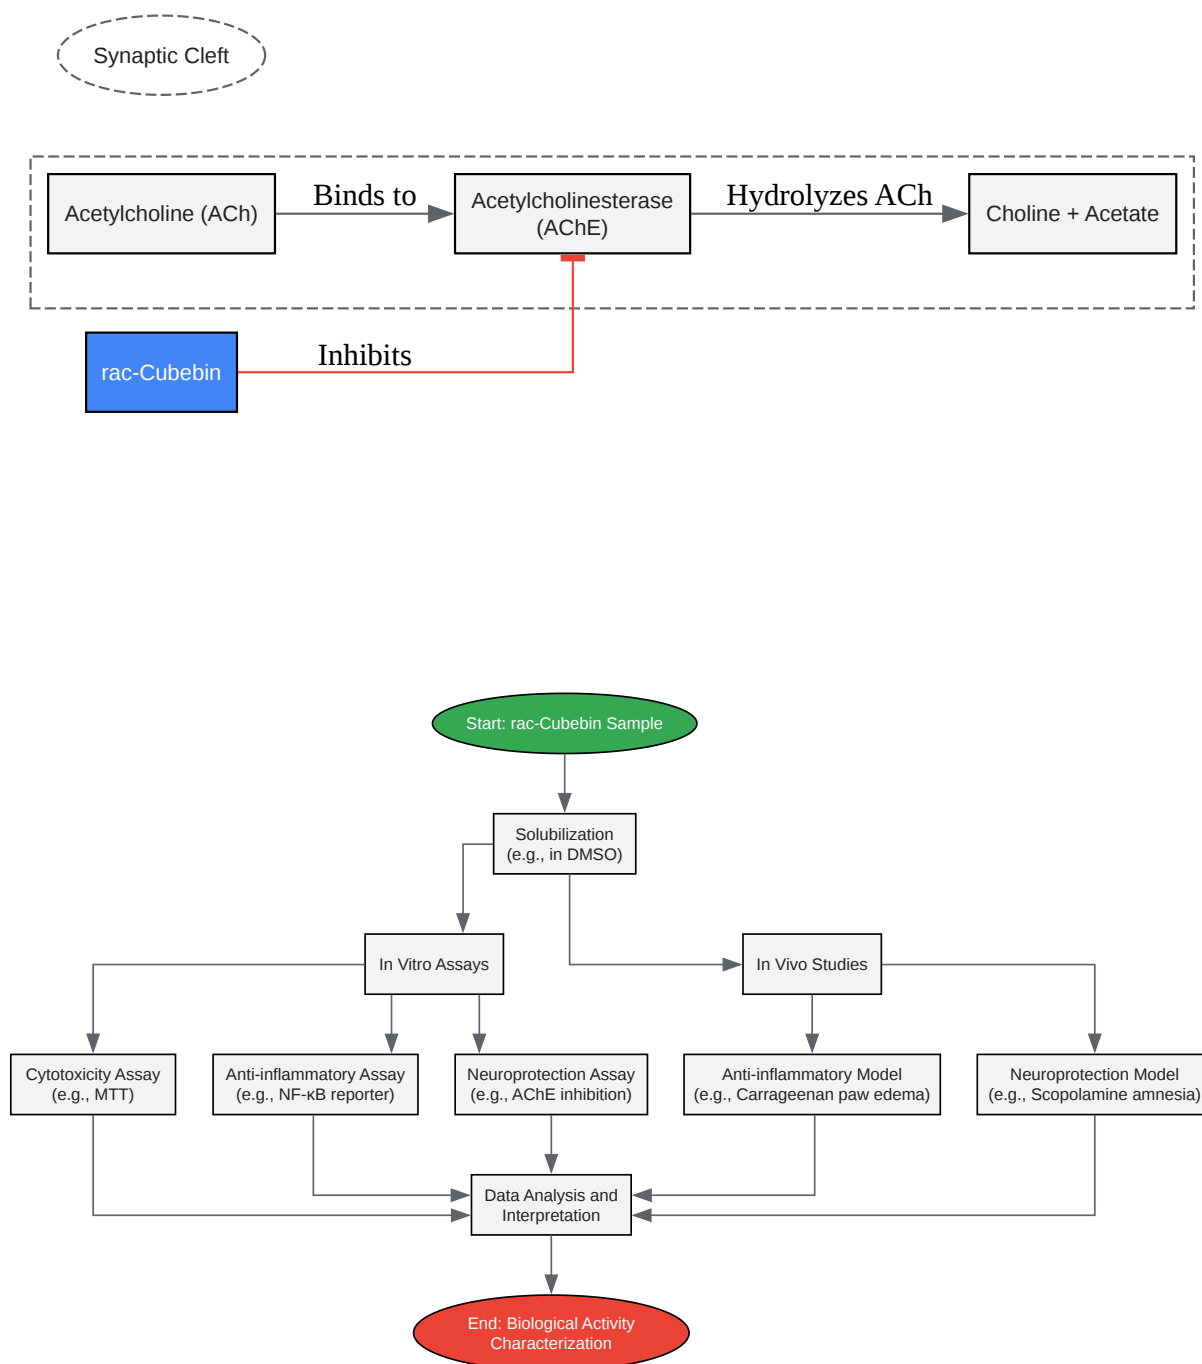 Synaptic Cleft
Acetylcholine (ACh)
Binds to
Acetylcholinesterase
(AChE)
Hydrolyzes ACh
Choline + Acetate
rac-Cubebin
Inhibits
Start: rac-Cubebin Sample
Solubilization
(e.g., in DMSO)
In Vitro Assays
In Vivo Studies
Cytotoxicity Assay
(e.g., MTT)
Anti-inflammatory Assay
(e.g., NF-κB reporter)
Neuroprotection Assay
(e.g., AChE inhibition)
Anti-inflammatory Model
(e.g., Carrageenan paw edema)
Neuroprotection Model
(e.g., Scopolamine amnesia)
Data Analysis and
Interpretation
End: Biological Activity
Characterization